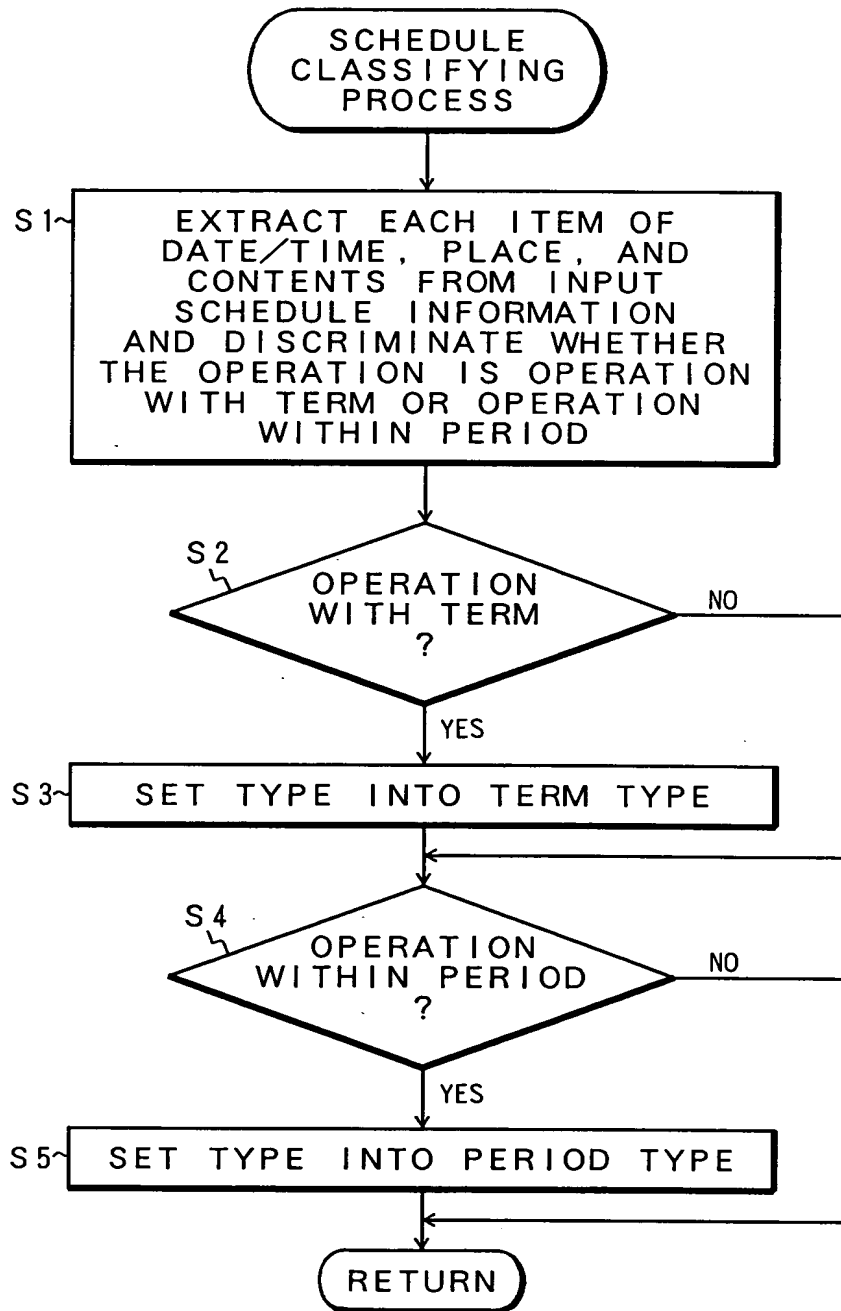 SCHEDULE
CLASSIFYING
PROCESS
S1
EXTRACT EACH ITEM OF
DATE/TIME, PLACE, AND
CONTENTS FROM INPUT
SCHEDULE INFORMATION
AND DISCRIMINATE WHETHER
THE OPERATION IS OPERATION
WITH TERM OR OPERATION
WITHIN PERIOD
S2
OPERATION
WITH TERM
?
NO
YES
S3
SET TYPE INTO TERM TYPE
S4
OPERATION
WITHIN PERIOD
?
NO
YES
S5
SET TYPE INTO PERIOD TYPE
RETURN